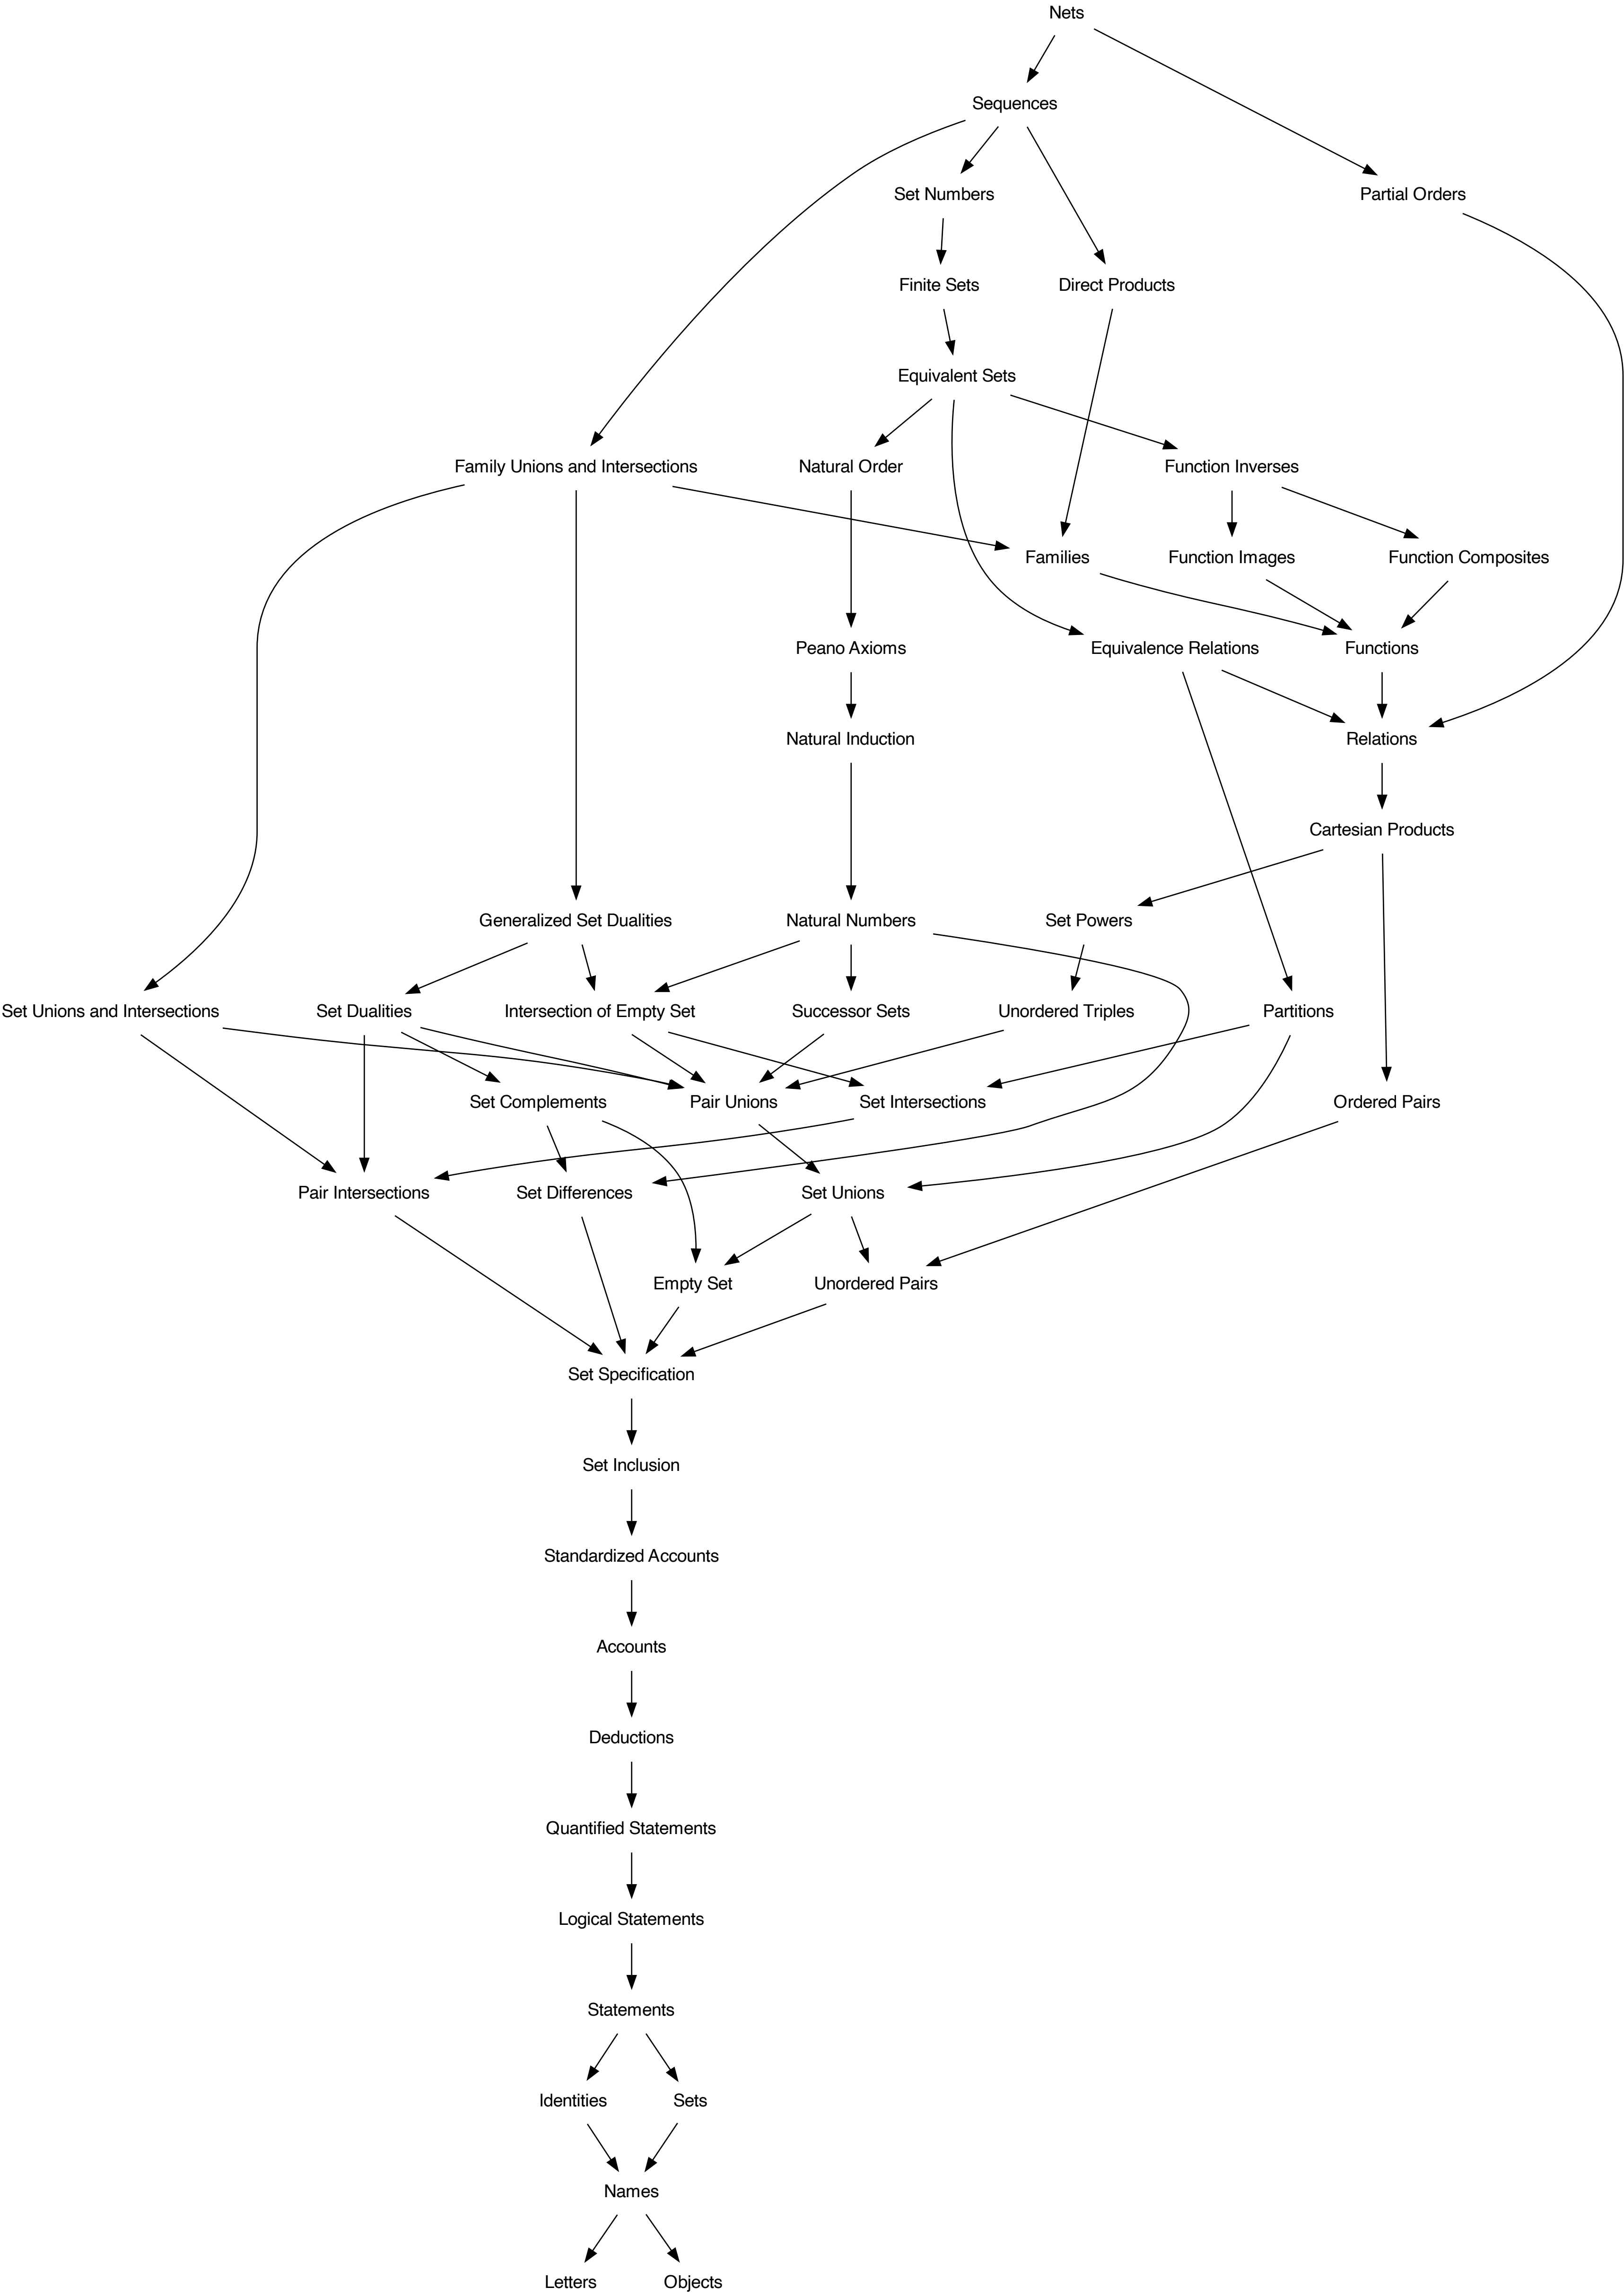 Nets
Sequences
Set Numbers
Partial Orders
Finite Sets
Direct Products
Equivalent Sets
Family Unions and Intersections
Natural Order
Function Inverses
Families
Function Images
Function Composites
Peano Axioms
Equivalence Relations
Functions
Natural Induction
Relations
Cartesian Products
Generalized Set Dualities
Natural Numbers
Set Powers
Set Unions and Intersections
Set Dualities
Intersection of Empty Set
Successor Sets
Unordered Triples
Partitions
Set Complements
Pair Unions
Set Intersections
Ordered Pairs
Pair Intersections
Set Differences
Set Unions
Empty Set
Unordered Pairs
Set Specification
Set Inclusion
Standardized Accounts
Accounts
Deductions
Quantified Statements
Logical Statements
Statements
Identities
Sets
Names
Letters
Objects